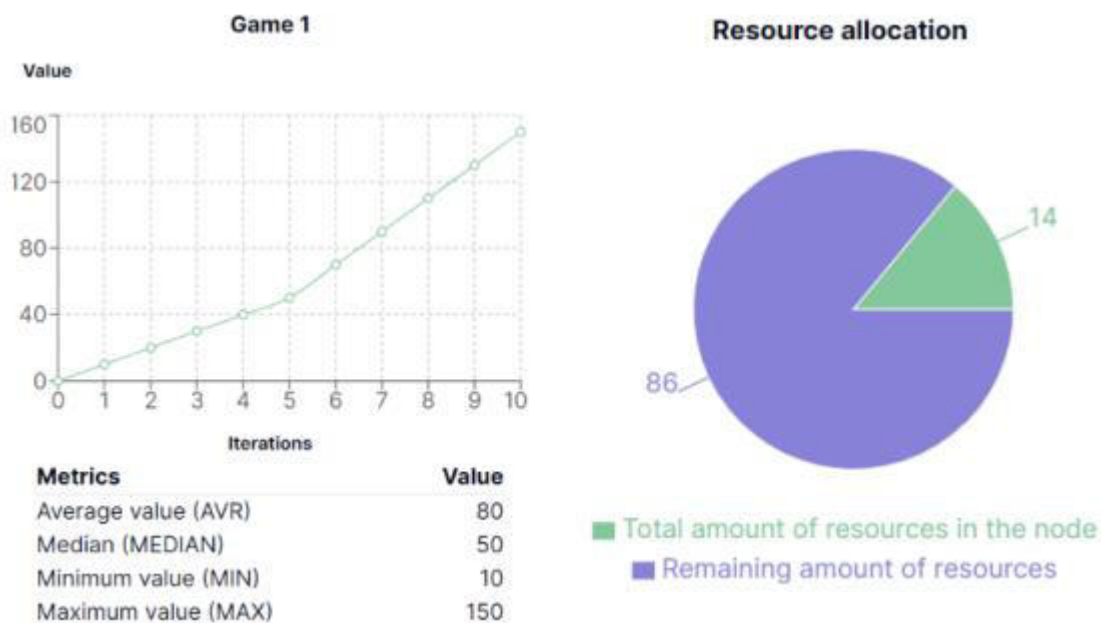 Game 1
Value
160
120
80
40
0
0 1 2 3 4 5 6 7 8 9 10
Iterations
Metrics Value
Average value (AVR) 80
Median (MEDIAN) 50
Minimum value (MIN) 10
Maximum value (MAX) 150
Resource allocation
14
86
Total amount of resources in the node
Remaining amount of resources